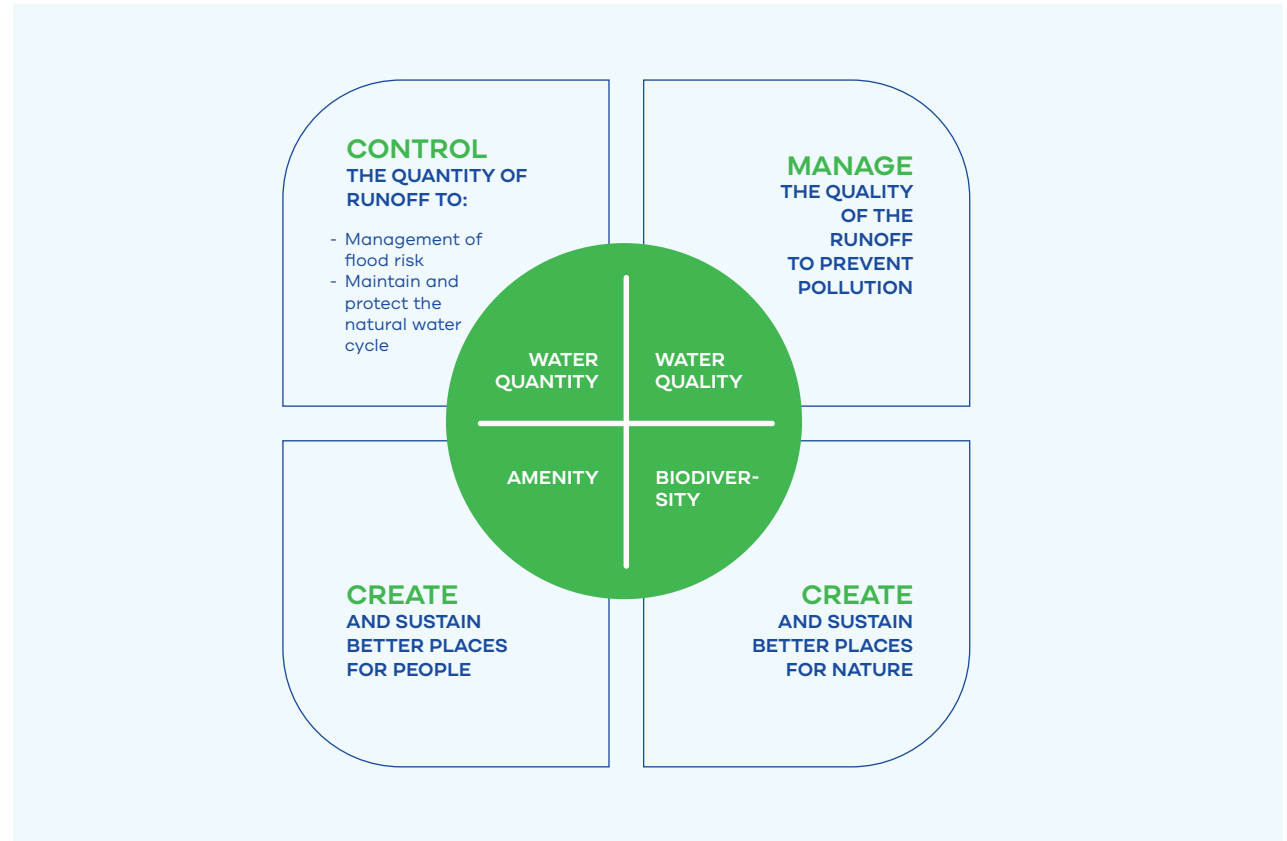 CONTROL
THE QUANTITY OF
RUNOFF TO:
- Management of
flood risk
- Maintain and
protect the
natural water
cycle
MANAGE
THE QUALITY
OF THE
RUNOFF
TO PREVENT
POLLUTION
WATER
QUANTITY
WATER
QUALITY
AMENITY
BIODIVER-
SITY
CREATE
AND SUSTAIN
BETTER PLACES
FOR PEOPLE
CREATE
AND SUSTAIN
BETTER PLACES
FOR NATURE